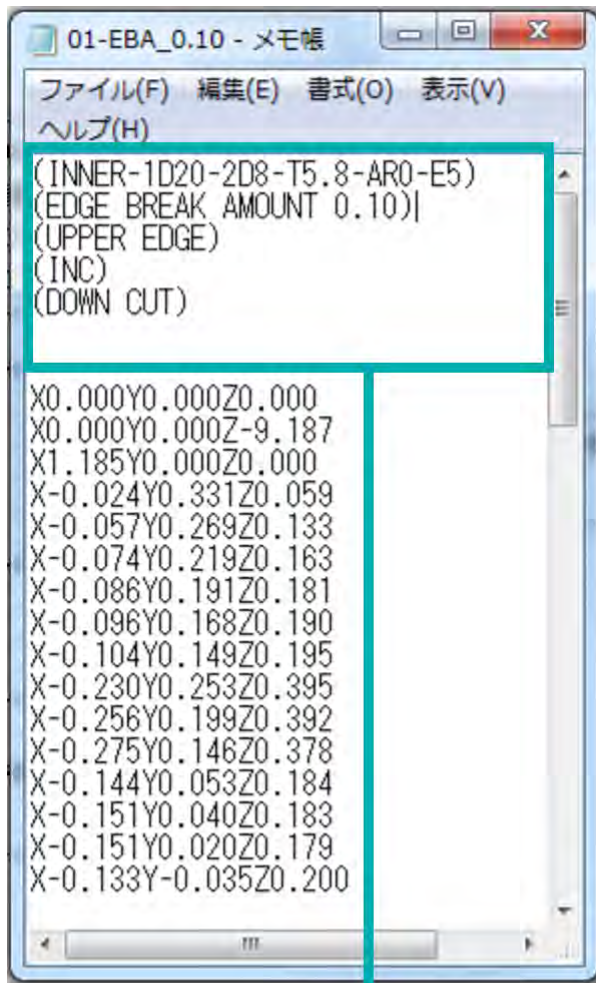 01-EBA_0.10 - メモ帳
ファイル(F) 編集(E) 書式(O) 表示(V)
ヘルプ(H)
(INNER-1D20-2D8-T5.8-AR0-E5)
(EDGE BREAK AMOUNT 0.10)
(UPPER EDGE)
(INC)
(DOWN CUT)
X0.000Y0.000Z0.000
X0.000Y0.000Z-9.187
X1.185Y0.000Z0.000
X-0.024Y0.331Z0.059
X-0.057Y0.269Z0.133
X-0.074Y0.219Z0.163
X-0.086Y0.191Z0.181
X-0.096Y0.168Z0.190
X-0.104Y0.149Z0.195
X-0.230Y0.253Z0.395
X-0.256Y0.199Z0.392
X-0.275Y0.146Z0.378
X-0.144Y0.053Z0.184
X-0.151Y0.040Z0.183
X-0.151Y0.020Z0.179
X-0.133Y-0.035Z0.200